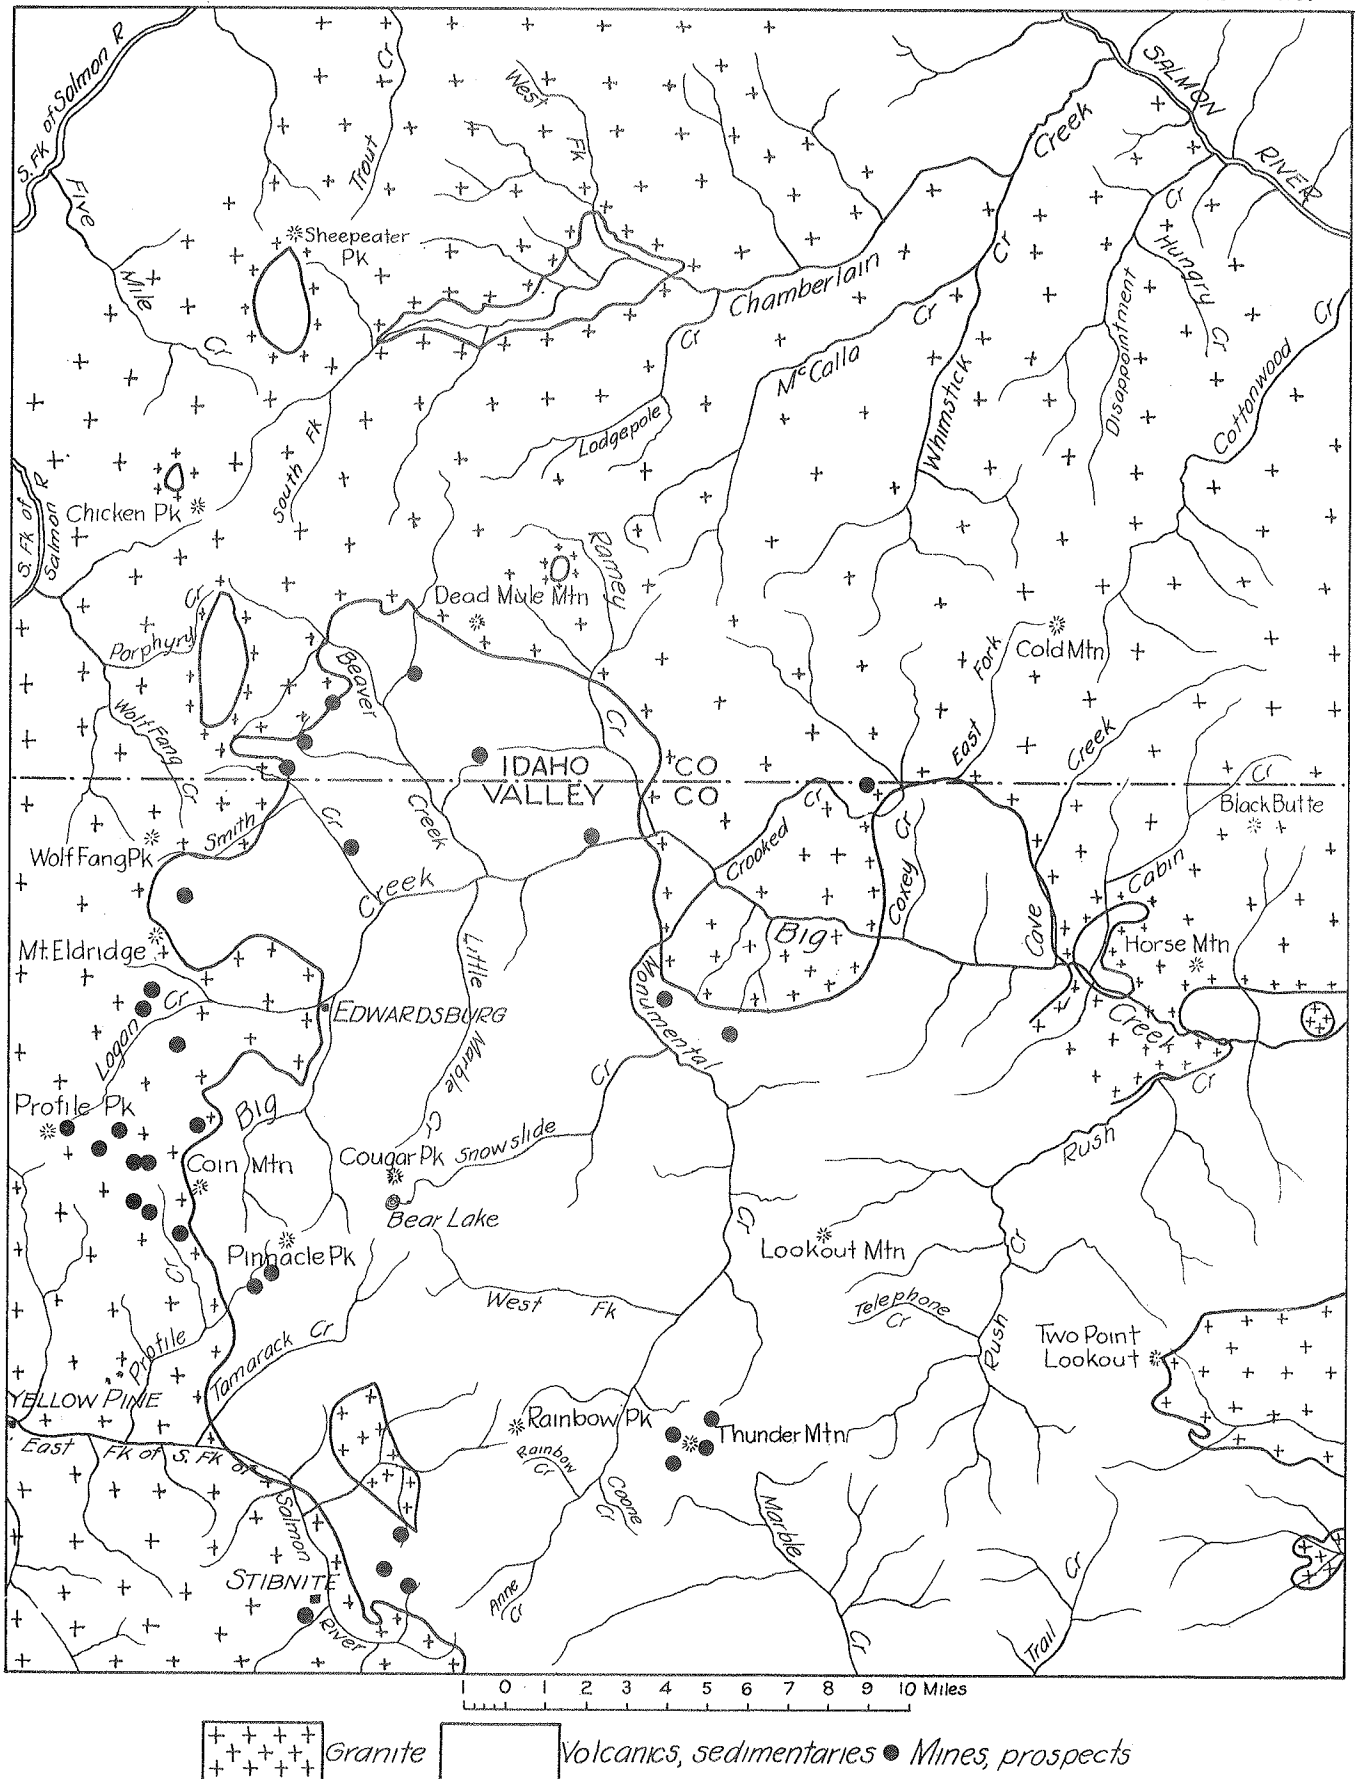 S. Fk of Salmon R
Trout Cr
West Fk
SALMON RIVER
Creek
Five Mile Cr
Sheepeater
Pk
Cr
Hungry Cr
Chamberlain
Cr
Disappointment
Cr
McCalla
Cr
Whimstick
Cottonwood
Cr
Lodgepole
South Fk
Chicken Pk
S. Fk of
Salmon R
Ramey
Dead Mule Mtn
Porphyry Cr
Beaver
Fork
Cold Mtn
Wolf Fang
Cr
Cr
East
Creek
IDAHO CO
VALLEY CO
Cr
Cr
Black Butte
Smith
Cr
Creek
Cr
Wolf Fang Pk
Crooked
Coxey
Cabin
Creek
Mt. Eldridge
Little
Big
Cave
Horse Mtn
Monumental
Logan Cr
EDWARDSBURG
Marble
Creek
Cr
Cr
Profile Pk
Big
Cr
Coin Mtn
Cougar Pk
Snowslide
Rush
Bear Lake
Cr
Cr
Pinnacle Pk
Lookout Mtn
Cr
West Fk
Telephone
Cr
Rush
Two Point
Lookout
Profile
Tamarack Cr
YELLOW PINE
Rainbow Pk
Thunder Mtn
East Fk of S. Fk of
Rainbow
Cr
Coone
Cr
Salmon
Marble
STIBNITE
Anne
Cr
Cr
River
Cr
Trail
1 0 1 2 3 4 5 6 7 8 9 10 Miles
Granite
Volcanics, sedimentaries
Mines, prospects